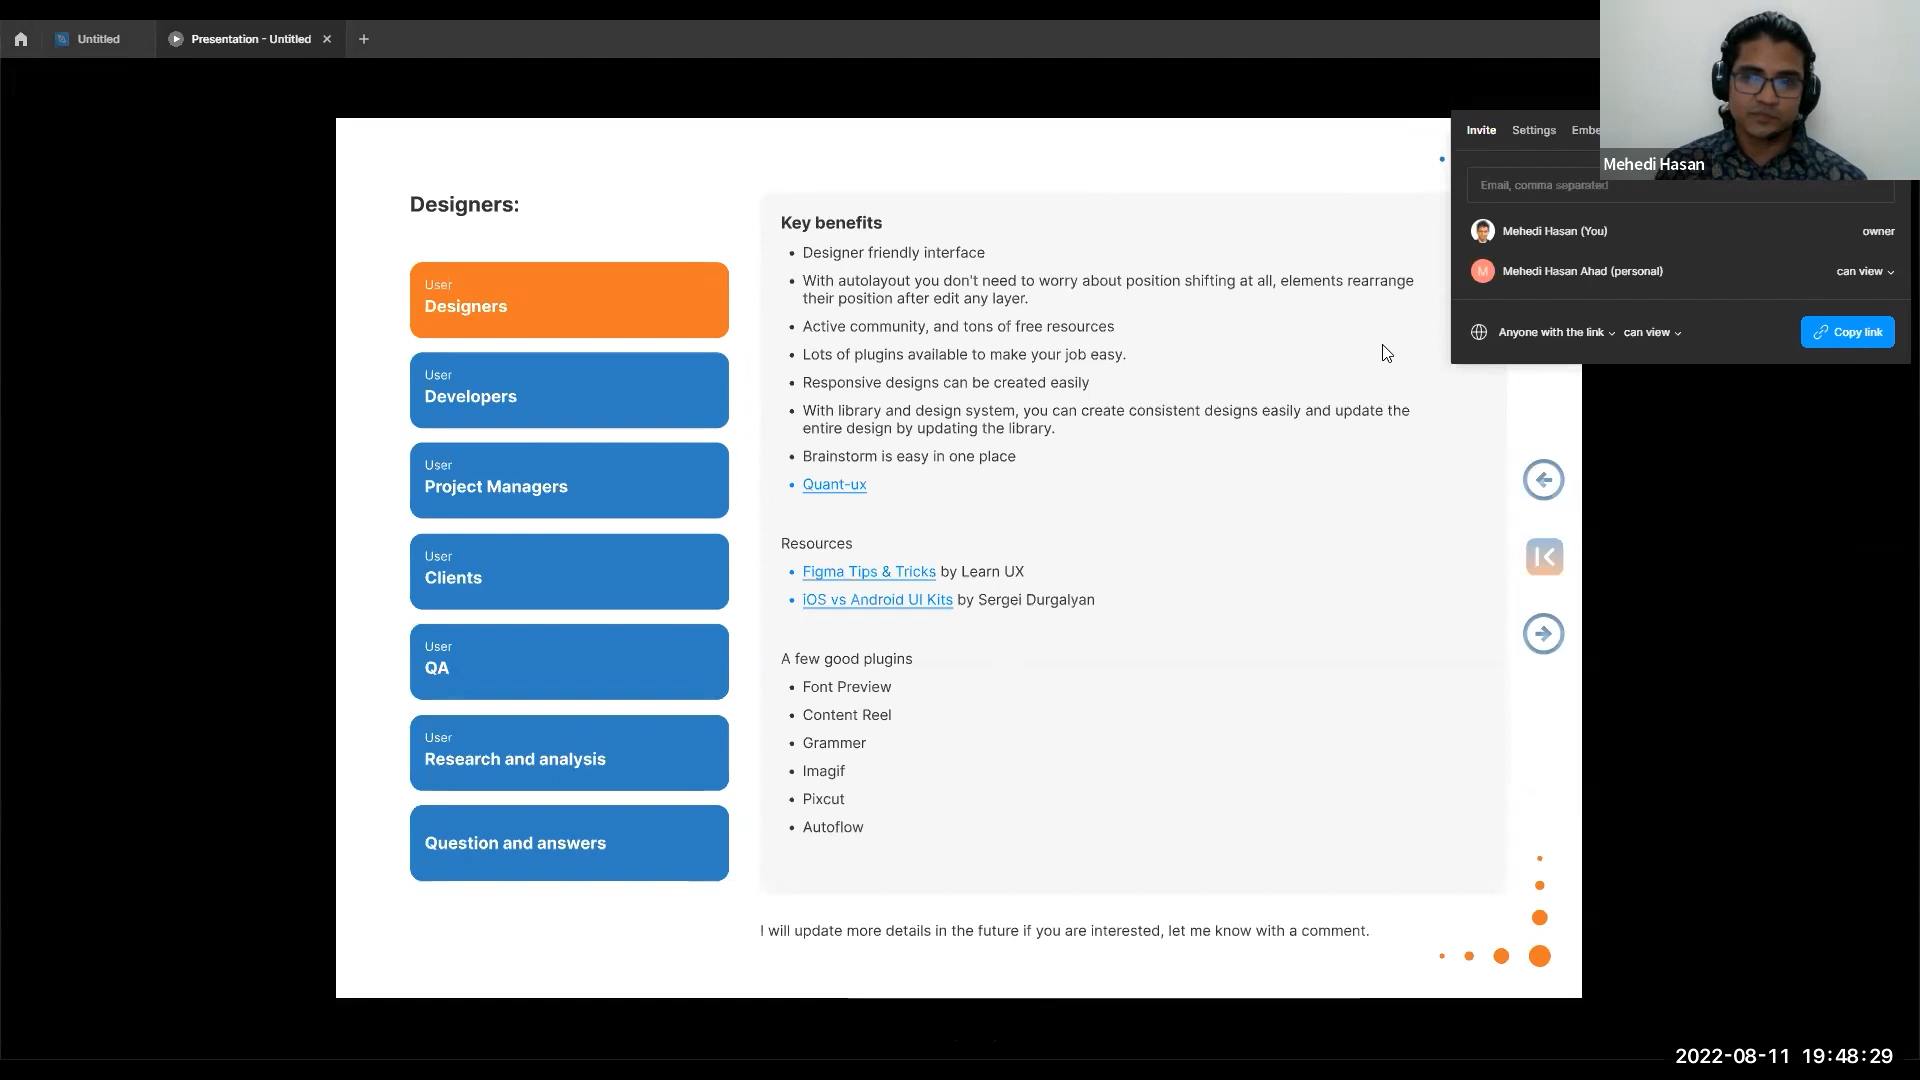 Untitled
Presentation - Untitled
Mehedi Hasan
Invite Settings Embe
Email, comma separated
Mehedi Hasan (You) owner
M Mehedi Hasan Ahad (personal) can view
Anyone with the link can view Copy link
Designers:
User
Designers
User
Developers
User
Project Managers
User
Clients
User
QA
User
Research and analysis
Question and answers
Key benefits
• Designer friendly interface
• With autolayout you don't need to worry about position shifting at all, elements rearrange
their position after edit any layer.
• Active community, and tons of free resources
• Lots of plugins available to make your job easy.
• Responsive designs can be created easily
• With library and design system, you can create consistent designs easily and update the
entire design by updating the library.
• Brainstorm is easy in one place
• Quant-ux
Resources
• Figma Tips & Tricks by Learn UX
• iOS vs Android UI Kits by Sergei Durgalyan
A few good plugins
• Font Preview
• Content Reel
• Grammer
• Imagif
• Pixcut
• Autoflow
I will update more details in the future if you are interested, let me know with a comment.
2022-08-11 19:48:29